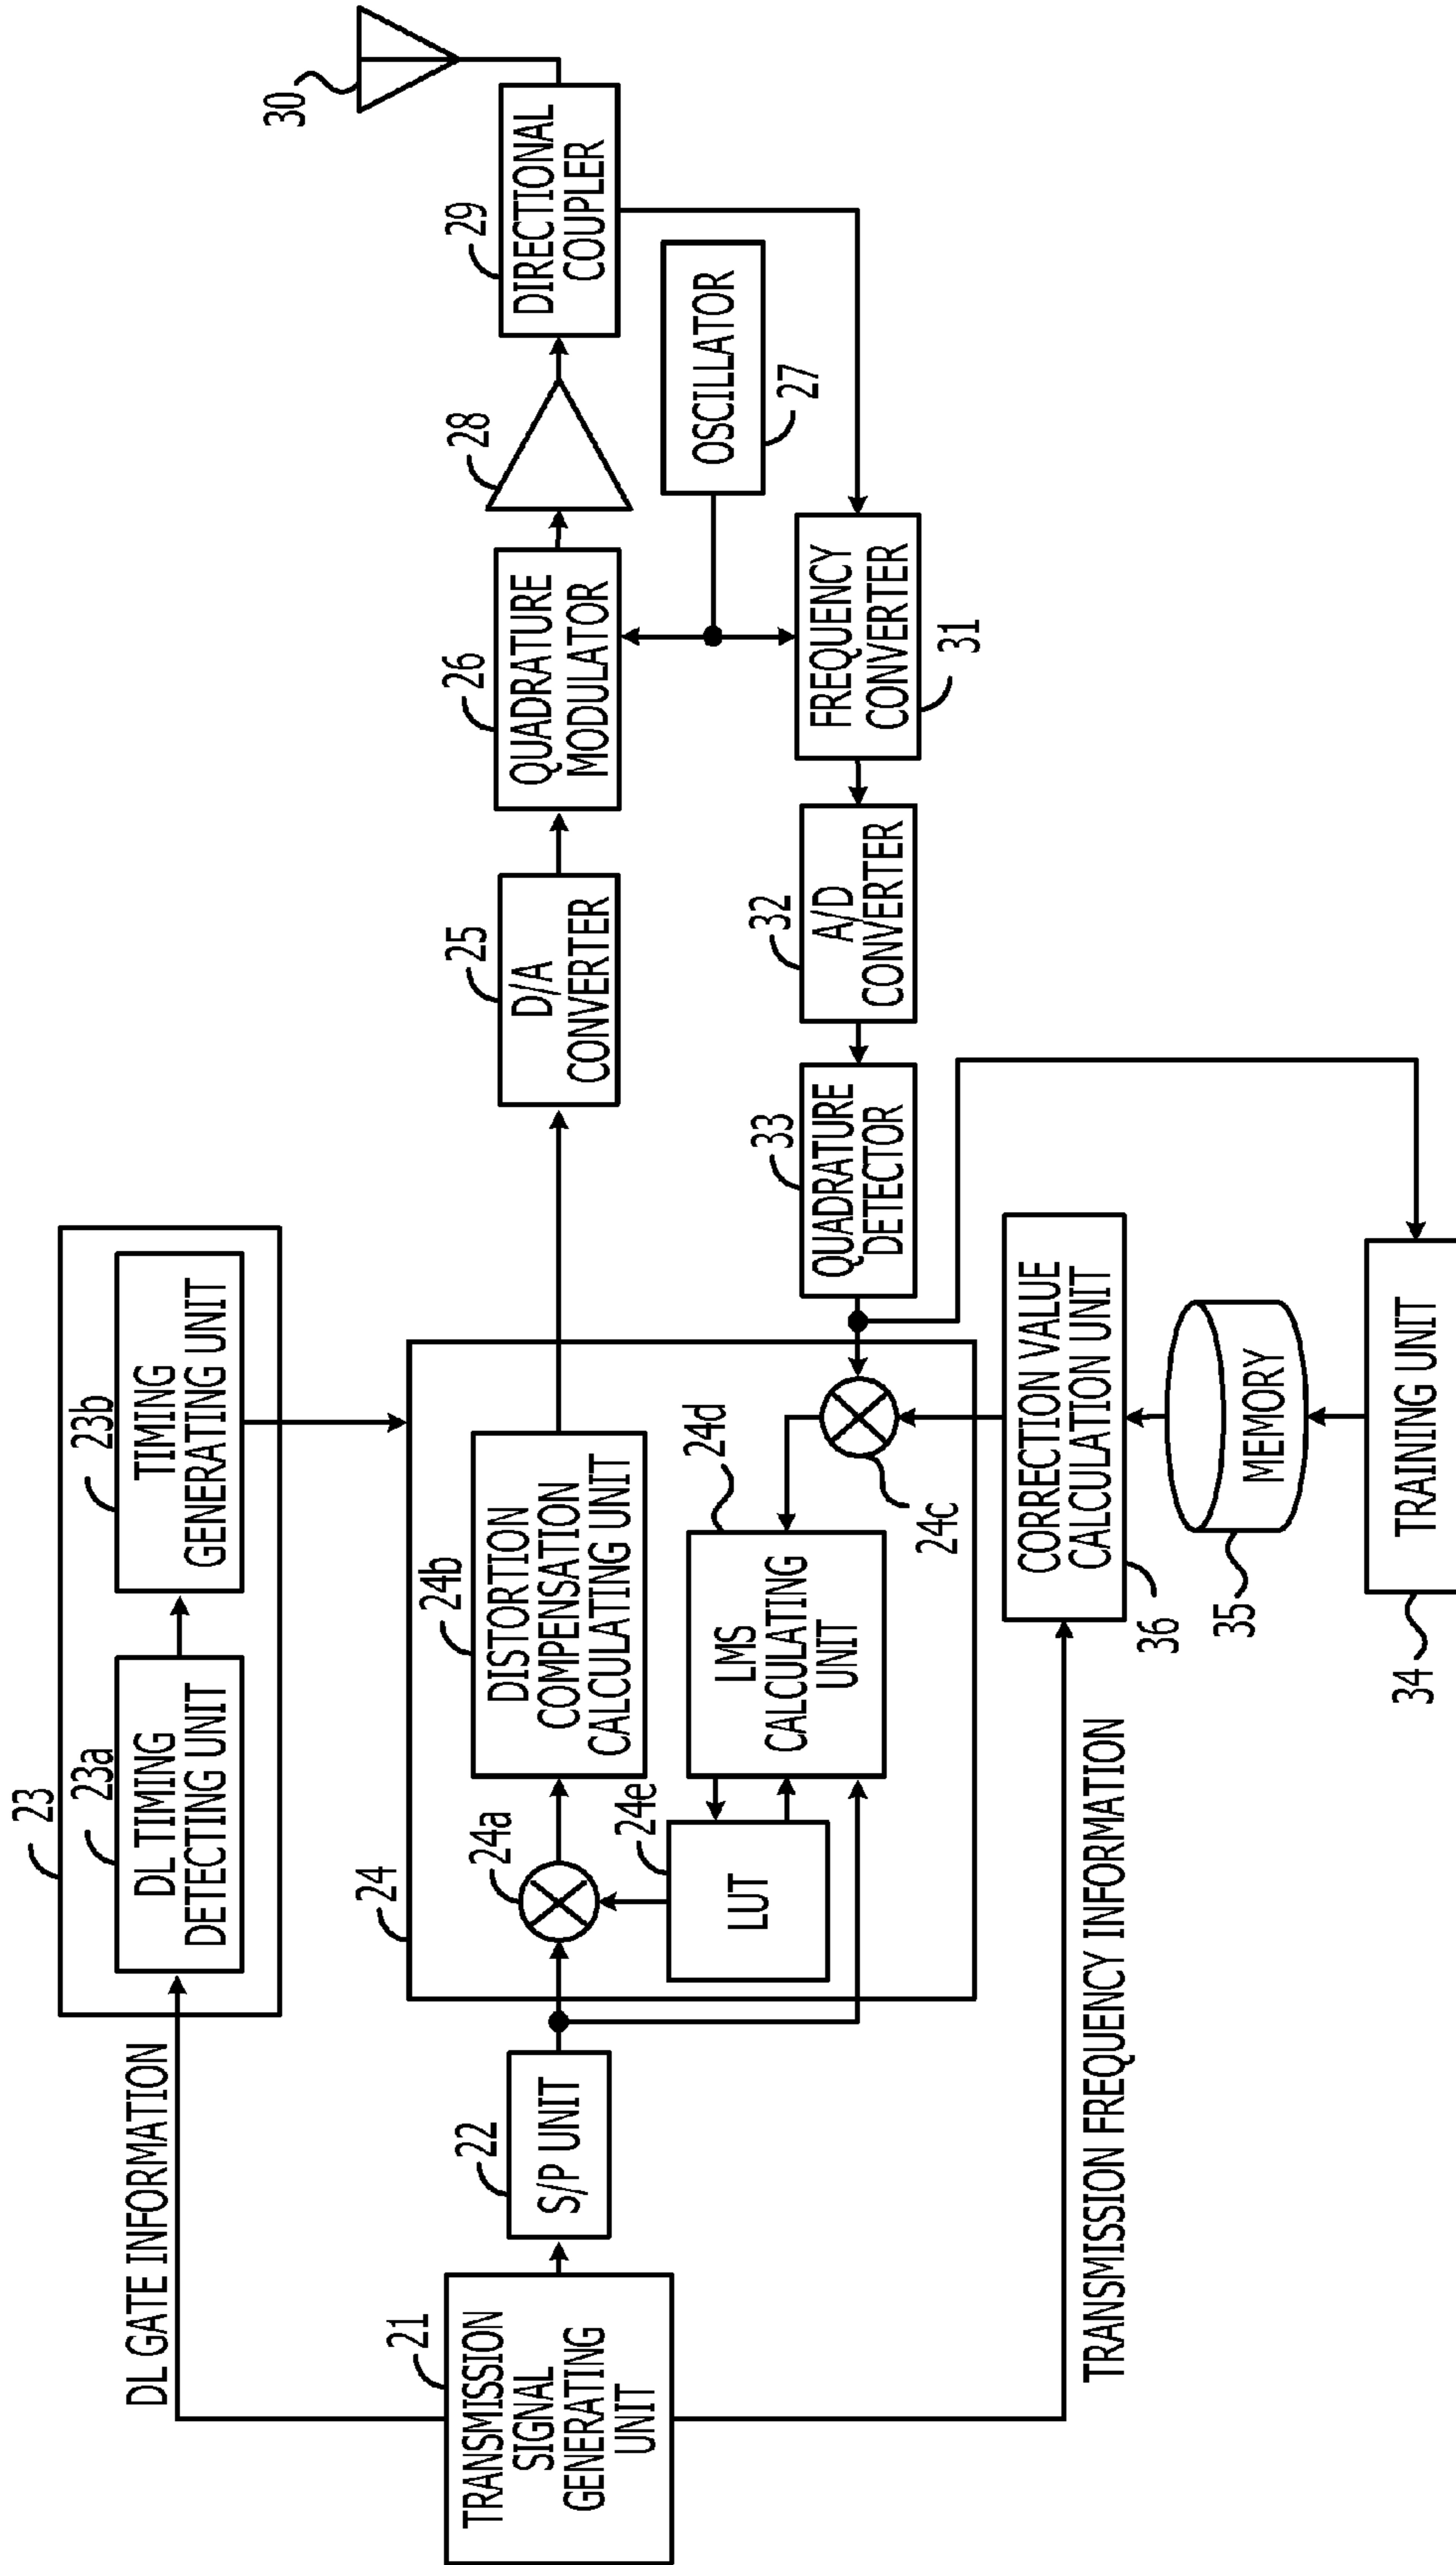 DL GATE INFORMATION
23
23a
DL TIMING
DETECTING UNIT
23b
TIMING
GENERATING UNIT
21
TRANSMISSION
SIGNAL
GENERATING
UNIT
22
S/P UNIT
24
24a
24b
DISTORTION
COMPENSATION
CALCULATING UNIT
24e
LUT
24d
LMS
CALCULATING
UNIT
24c
25
D/A
CONVERTER
26
QUADRATURE
MODULATOR
28
29
DIRECTIONAL
COUPLER
30
OSCILLATOR
27
FREQUENCY
CONVERTER
31
32
A/D
CONVERTER
33
QUADRATURE
DETECTOR
TRANSMISSION FREQUENCY INFORMATION
CORRECTION VALUE
CALCULATION UNIT
36
MEMORY
35
TRAINING UNIT
34